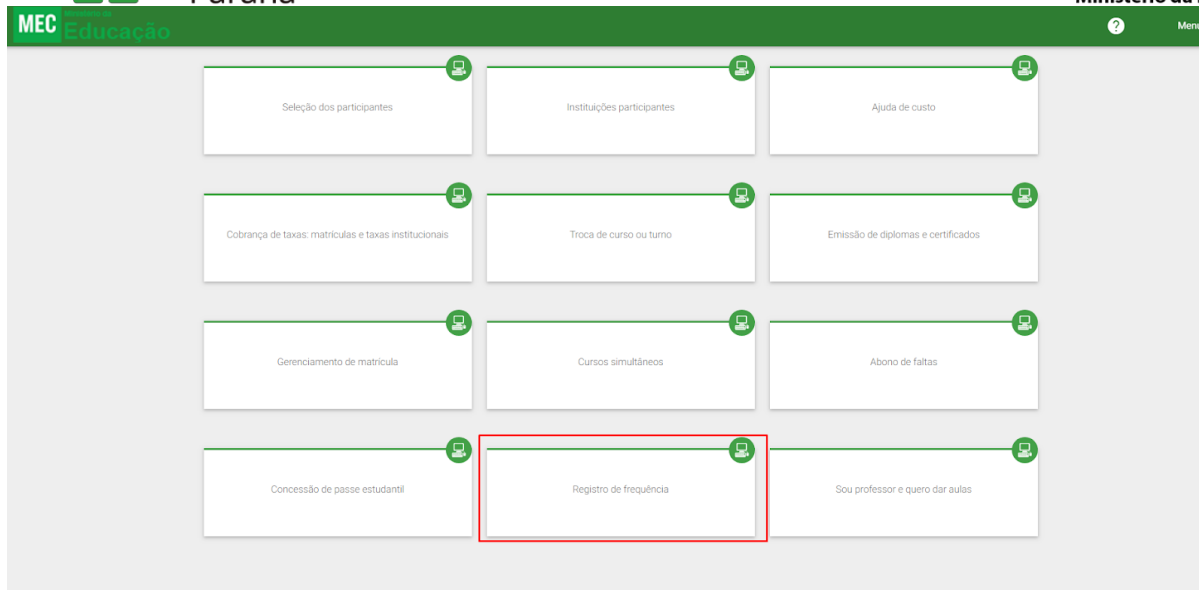 Paraná
Ministério da
MEC Ministério da
Educação
? Menu
Seleção dos participantes
Instituições participantes
Ajuda de custo
Cobrança de taxas: matrículas e taxas institucionais
Troca de curso ou turno
Emissão de diplomas e certificados
Gerenciamento de matrícula
Cursos simultâneos
Abono de faltas
Concessão de passe estudantil
Registro de frequência
Sou professor e quero dar aulas